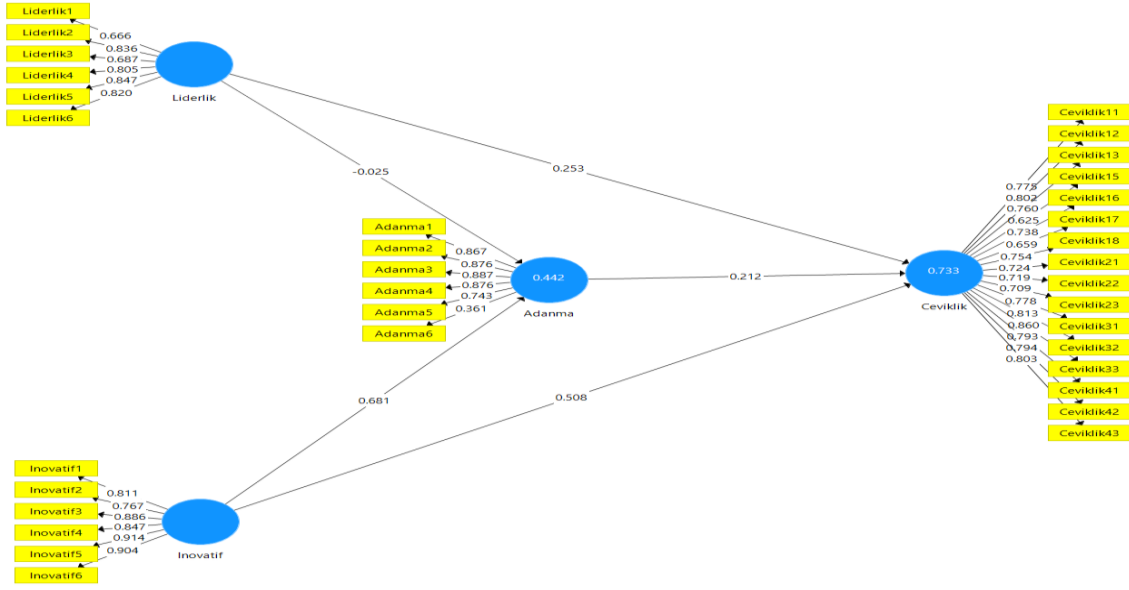 Liderlik1
Liderlik2
Liderlik3
Liderlik4
Liderlik5
Liderlik6
0.666
0.836
0.687
0.805
0.847
0.820
Liderlik
-0.025
0.253
Adanma1
Adanma2
Adanma3
Adanma4
Adanma5
Adanma6
0.867
0.876
0.887
0.876
0.743
0.361
0.442
Adanma
0.212
0.681
0.508
Inovatif1
Inovatif2
Inovatif3
Inovatif4
Inovatif5
Inovatif6
0.811
0.767
0.886
0.847
0.914
0.904
Inovatif
0.733
Ceviklik
0.775
0.802
0.760
0.625
0.738
0.659
0.754
0.724
0.719
0.709
0.778
0.813
0.860
0.793
0.794
0.803
Ceviklik11
Ceviklik12
Ceviklik13
Ceviklik15
Ceviklik16
Ceviklik17
Ceviklik18
Ceviklik21
Ceviklik22
Ceviklik23
Ceviklik31
Ceviklik32
Ceviklik33
Ceviklik41
Ceviklik42
Ceviklik43